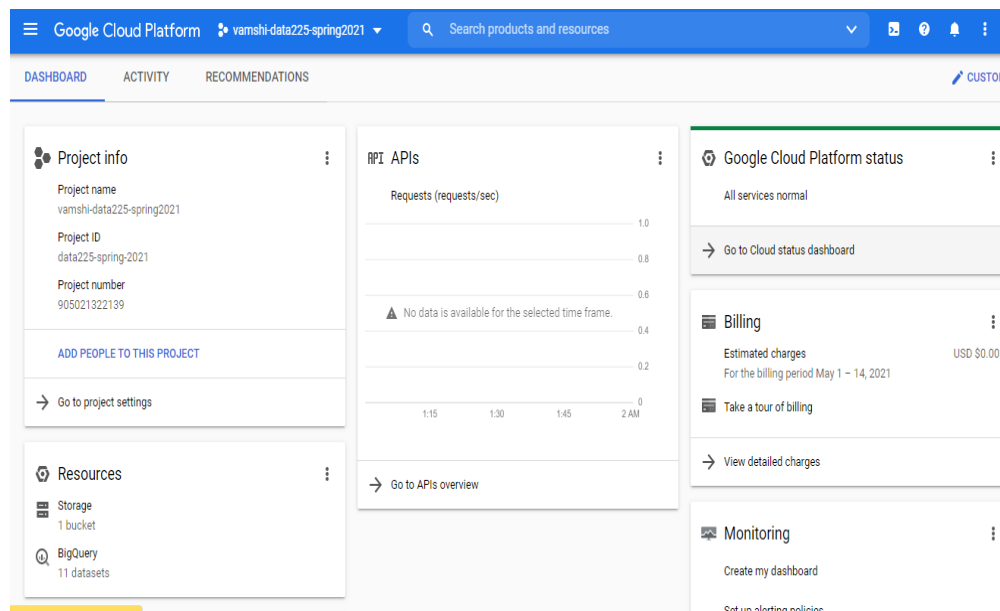 Google Cloud Platform vamshi-data225-spring2021 Search products and resources
DASHBOARD ACTIVITY RECOMMENDATIONS CUSTO
Project info
Project name
vamshi-data225-spring2021
Project ID
data225-spring-2021
Project number
905021322139
ADD PEOPLE TO THIS PROJECT
Go to project settings
Resources
Storage
1 bucket
BigQuery
11 datasets
API APIs
Requests (requests/sec)
1.0
0.8
0.6
No data is available for the selected time frame.
0.4
0.2
0
1:15 1:30 1:45 2 AM
Go to APIs overview
Google Cloud Platform status
All services normal
Go to Cloud status dashboard
Billing
Estimated charges USD $0.00
For the billing period May 1 – 14, 2021
Take a tour of billing
View detailed charges
Monitoring
Create my dashboard
Set up alerting policies